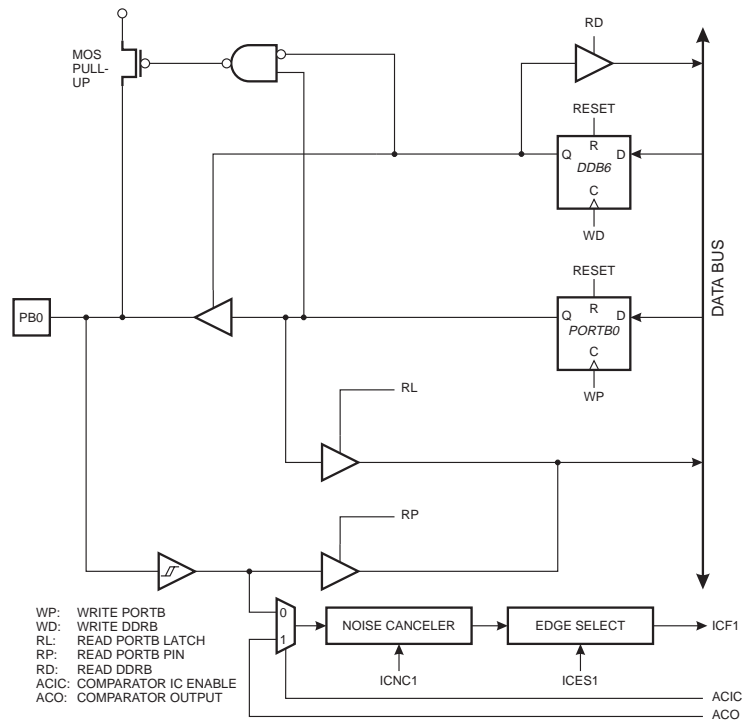 RD
MOS
PULL-
UP
RESET
R
Q
D
DDB6
C
WD
DATA BUS
RESET
PB0
R
Q
D
PORTB0
C
WP
RL
RP
WP: WRITE PORTB
WD: WRITE DDRB
RL: READ PORTB LATCH
RP: READ PORTB PIN
RD: READ DDRB
ACIC: COMPARATOR IC ENABLE
ACO: COMPARATOR OUTPUT
0
1
NOISE CANCELER
EDGE SELECT
ICF1
ICNC1
ICES1
ACIC
ACO